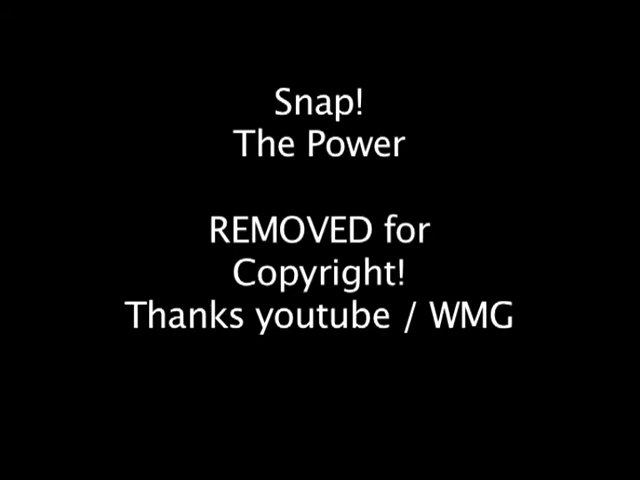 Snap!
The Power
REMOVED for
Copyright!
Thanks youtube / WMG